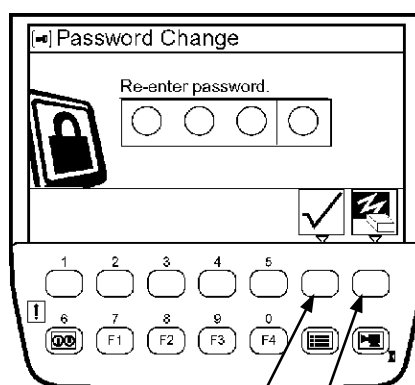 Password Change
Re-enter password.
1 2 3 4 5
6 7 8 9 0
F1 F2 F3 F4